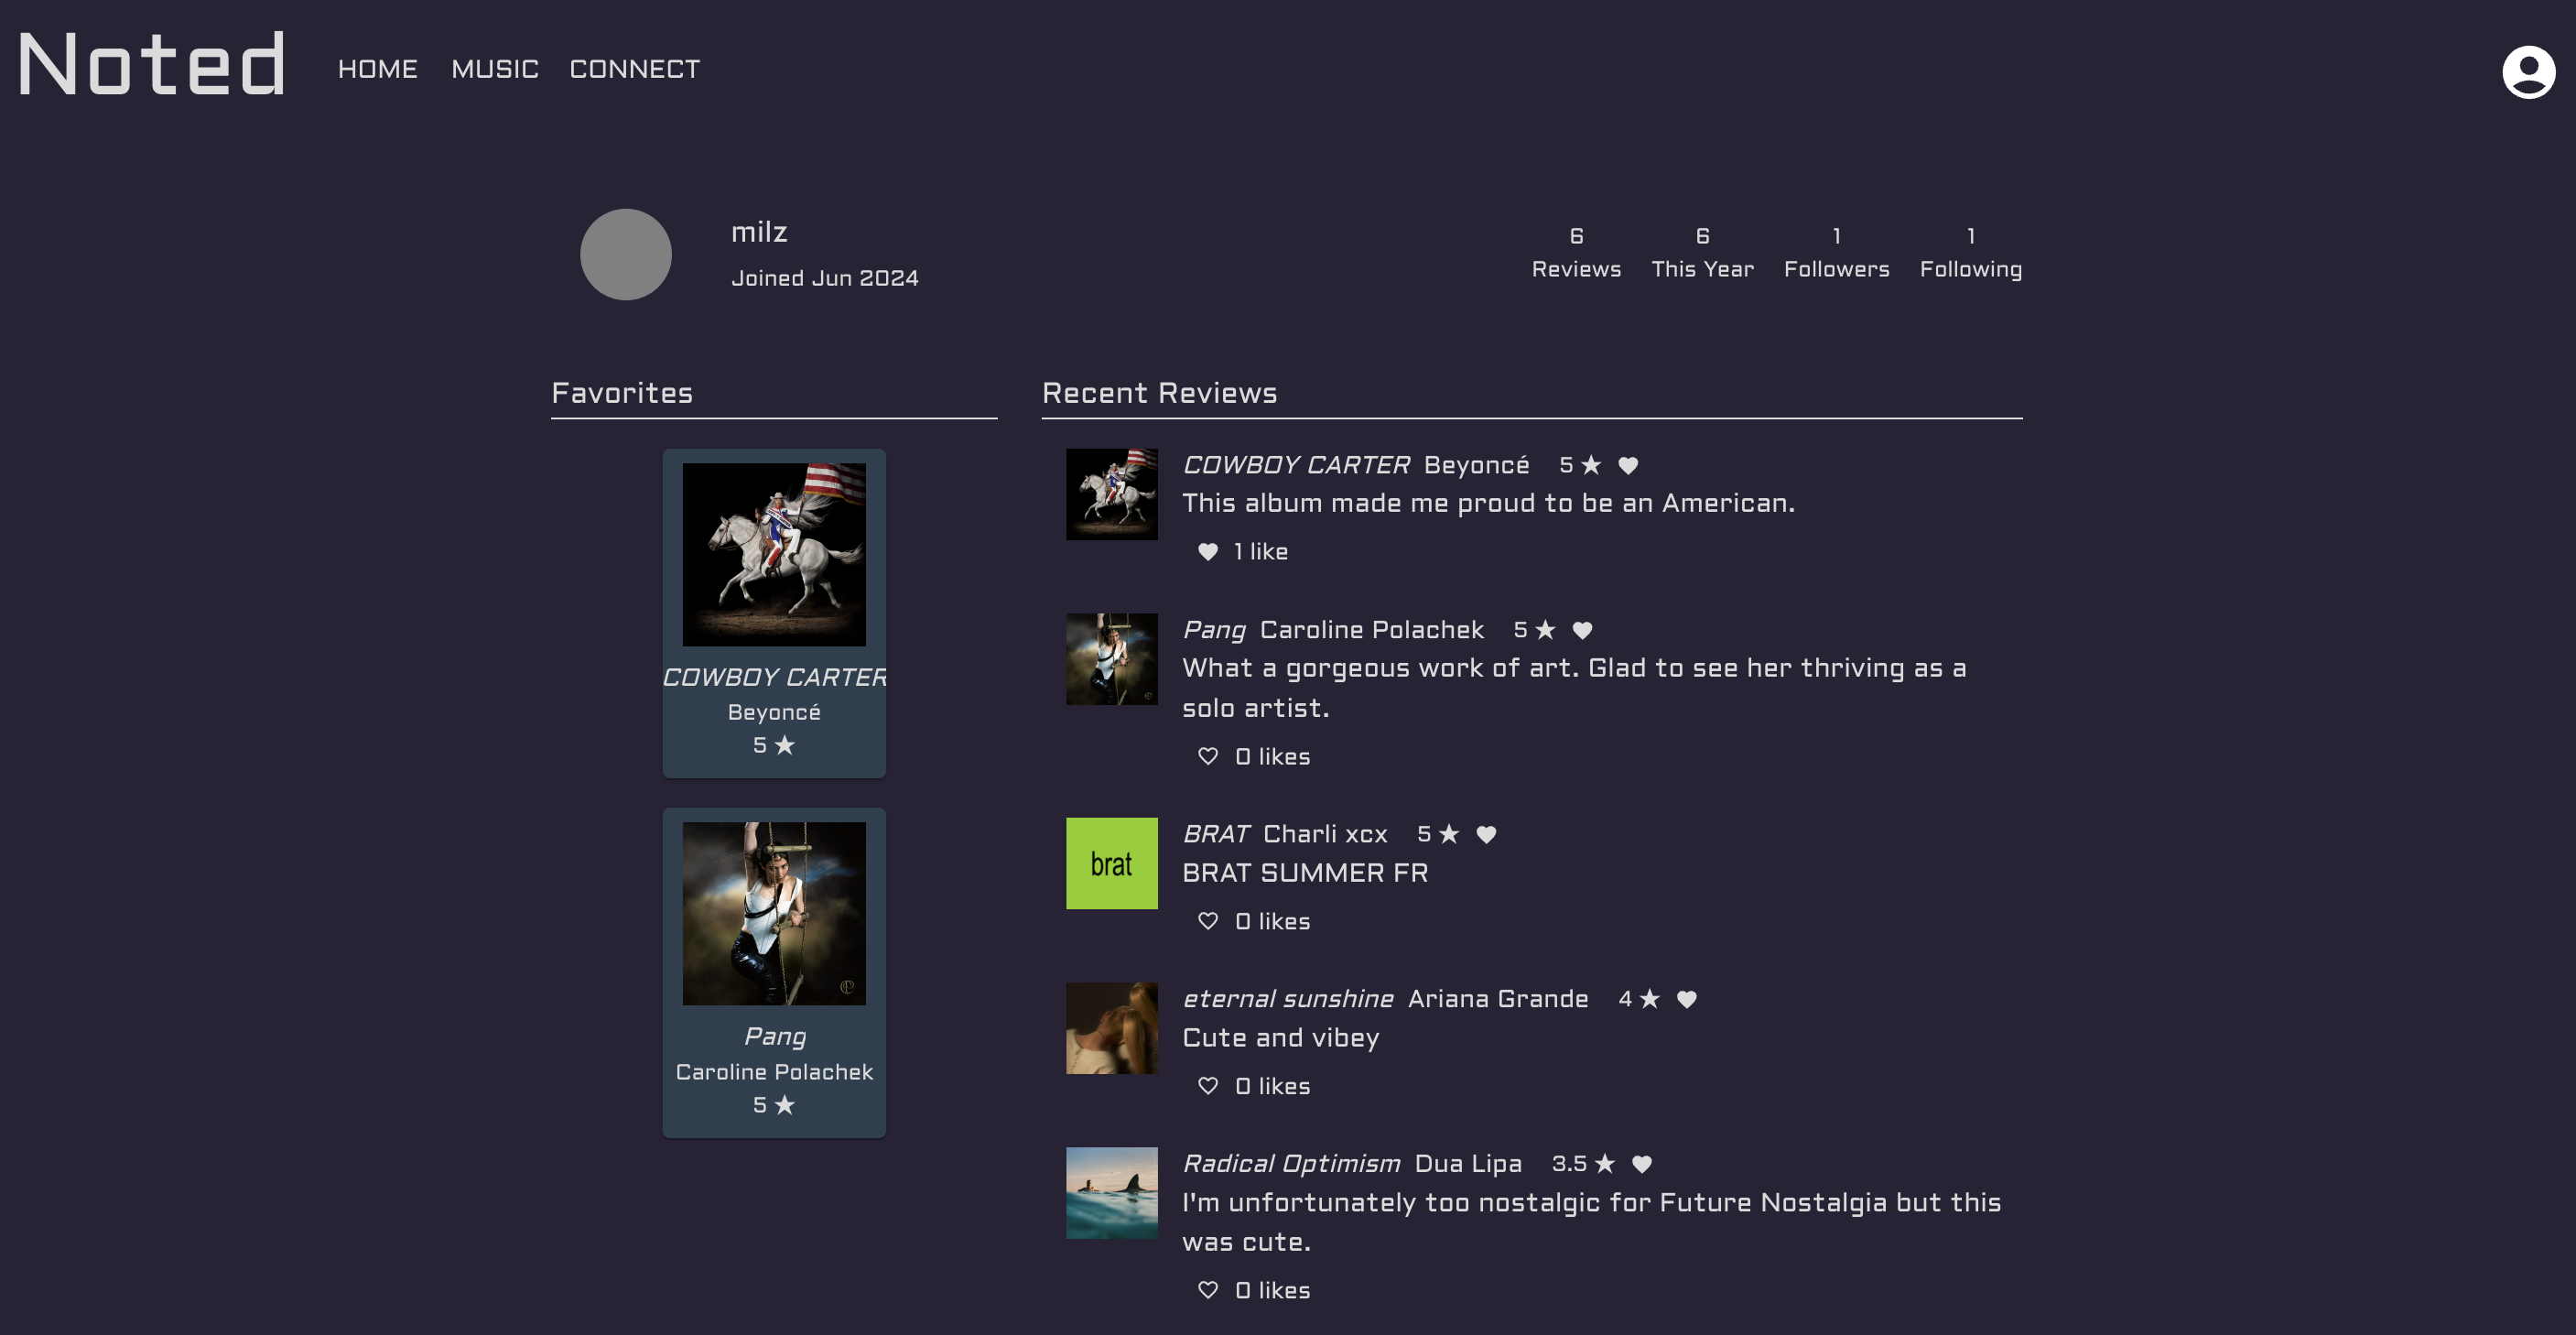 Noted
HOME MUSIC CONNECT
milz
Joined Jun 2024
6 6 1 1
Reviews This Year Followers Following
Favorites
COWBOY CARTER
Beyoncé
5 ★
Pang
Caroline Polachek
5 ★
Recent Reviews
COWBOY CARTER Beyoncé 5 ★
This album made me proud to be an American.
1 like
Pang Caroline Polachek 5 ★
What a gorgeous work of art. Glad to see her thriving as a
solo artist.
0 likes
brat
BRAT Charli xcx 5 ★
BRAT SUMMER FR
0 likes
eternal sunshine Ariana Grande 4 ★
Cute and vibey
0 likes
Radical Optimism Dua Lipa 3.5 ★
I'm unfortunately too nostalgic for Future Nostalgia but this
was cute.
0 likes